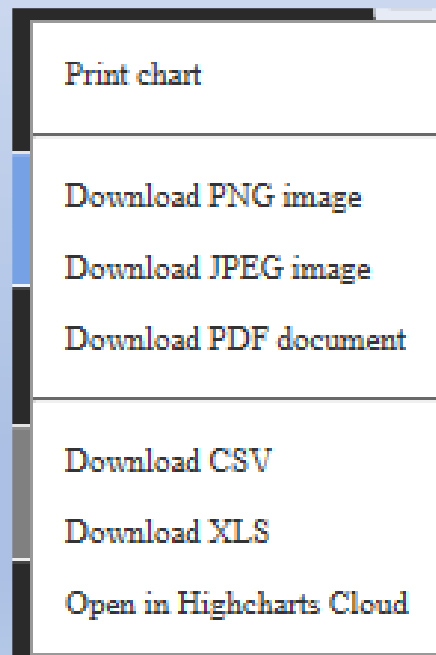 Print chart
Download PNG image
Download JPEG image
Download PDF document
Download CSV
Download XLS
Open in Highcharts Cloud